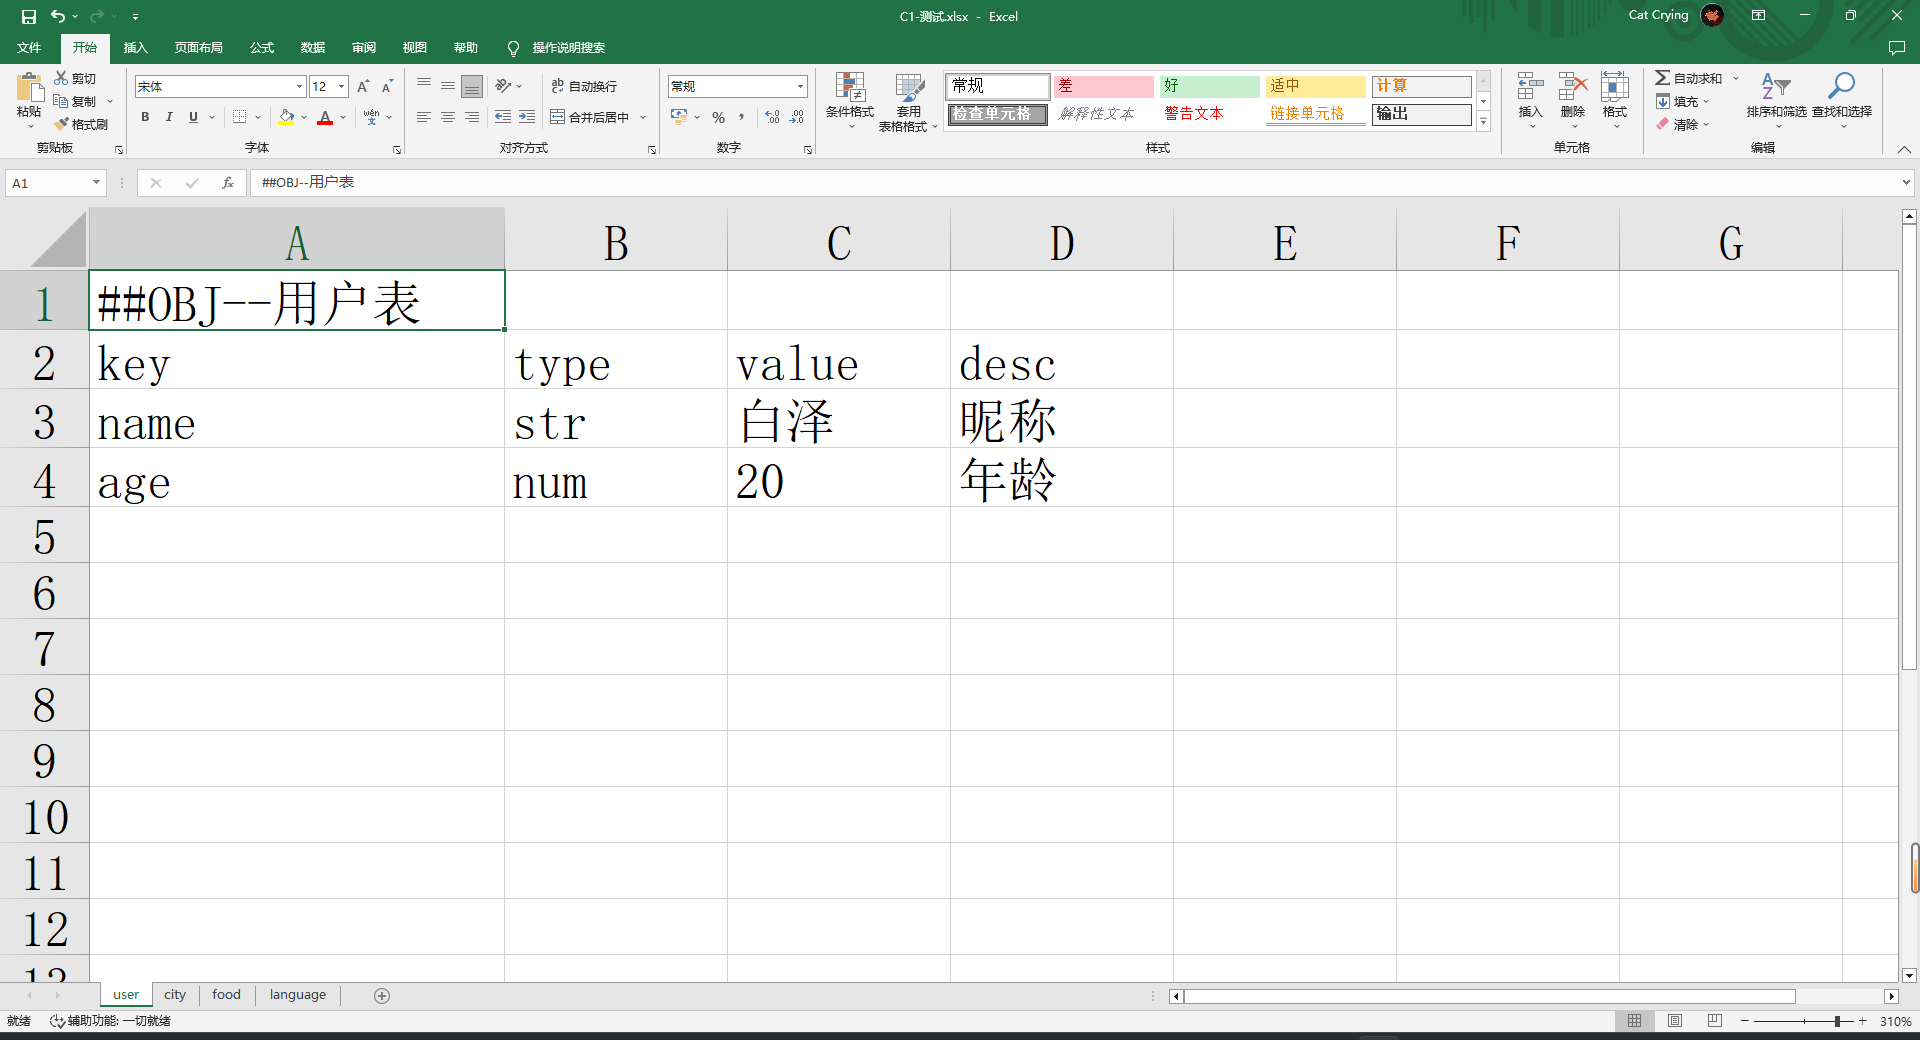 C1-测试.xlsx - Excel
Cat Crying
文件 开始 插入 页面布局 公式 数据 审阅 视图 帮助 操作说明搜索
粘贴 剪切 复制 格式刷 剪贴板
宋体 12 B I U A wén 文 字体
自动换行 合并后居中 对齐方式
常规 % , 数字
条件格式 套用 表格格式
常规 差 好 适中 计算
检查单元格 解释性文本 警告文本 链接单元格 输出
样式
插入 删除 格式 单元格
自动求和 填充 清除 排序和筛选 查找和选择 编辑
A1 fx ##OBJ--用户表
A B C D E F G
1 ##OBJ--用户表
2 key type value desc
3 name str 白泽 昵称
4 age num 20 年龄
5
6
7
8
9
10
11
12
13
user city food language
就绪 辅助功能: 一切就绪 310%